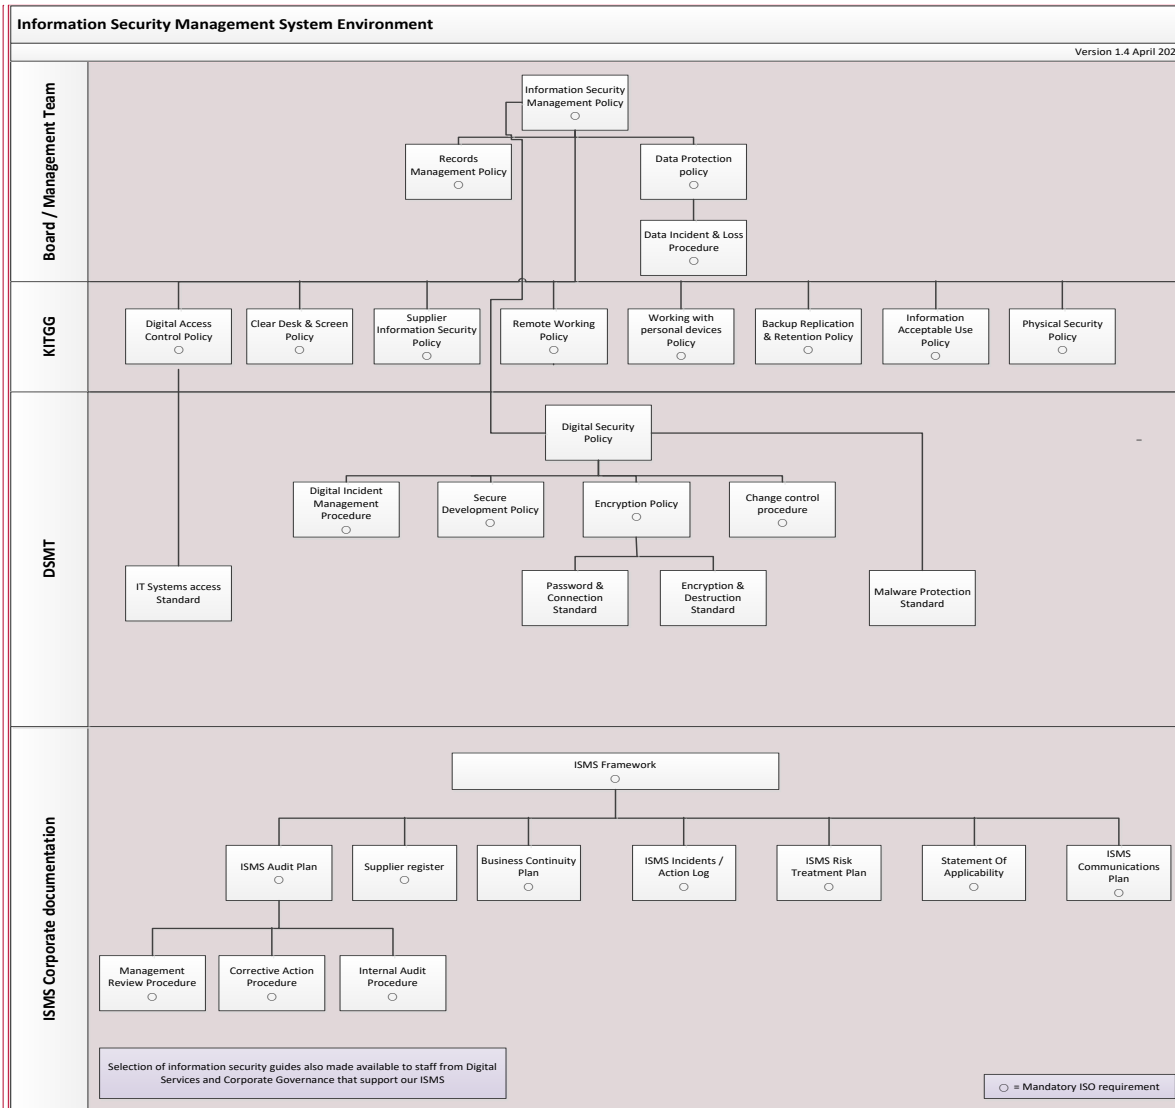 Information Security Management System Environment
Version 1.4 April 202
Board / Management Team
Information Security
Management Policy
Records
Management Policy
Data Protection
policy
Data Incident & Loss
Procedure
KITGG
Digital Access
Control Policy
Clear Desk & Screen
Policy
Supplier
Information Security
Policy
Remote Working
Policy
Working with
personal devices
Policy
Backup Replication
& Retention Policy
Information
Acceptable Use
Policy
Physical Security
Policy
DSMT
Digital Security
Policy
Digital Incident
Management
Procedure
Secure
Development Policy
Encryption Policy
Change control
procedure
IT Systems access
Standard
Password &
Connection
Standard
Encryption &
Destruction
Standard
Malware Protection
Standard
ISMS Corporate documentation
ISMS Framework
ISMS Audit Plan
Supplier register
Business Continuity
Plan
ISMS Incidents /
Action Log
ISMS Risk
Treatment Plan
Statement Of
Applicability
ISMS
Communications
Plan
Management
Review Procedure
Corrective Action
Procedure
Internal Audit
Procedure
Selection of information security guides also made available to staff from Digital
Services and Corporate Governance that support our ISMS
= Mandatory ISO requirement